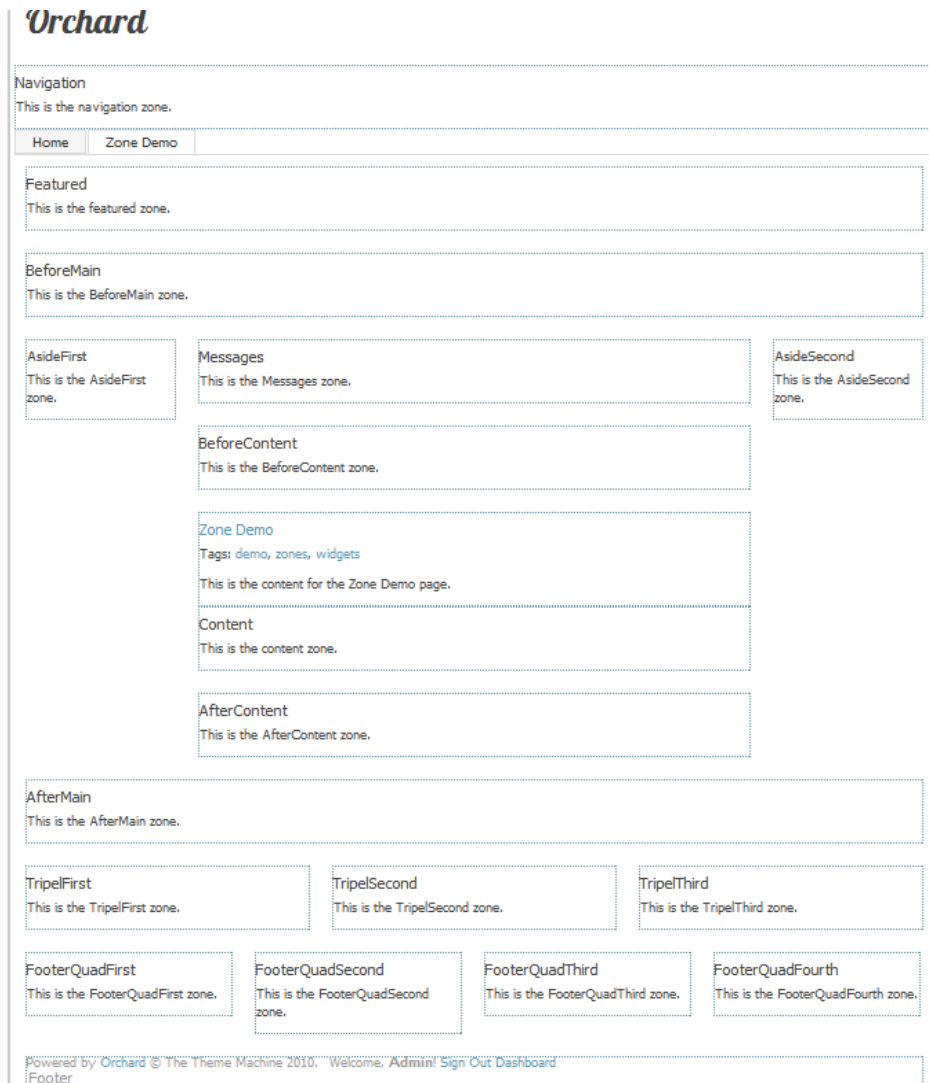 Orchard
Navigation
This is the navigation zone.
Home Zone Demo
Featured
This is the featured zone.
BeforeMain
This is the BeforeMain zone.
AsideFirst
This is the AsideFirst
zone.
Messages
This is the Messages zone.
AsideSecond
This is the AsideSecond
zone.
BeforeContent
This is the BeforeContent zone.
Zone Demo
Tags: demo, zones, widgets
This is the content for the Zone Demo page.
Content
This is the content zone.
AfterContent
This is the AfterContent zone.
AfterMain
This is the AfterMain zone.
TripelFirst
This is the TripelFirst zone.
TripelSecond
This is the TripelSecond zone.
TripelThird
This is the TripelThird zone.
FooterQuadFirst
This is the FooterQuadFirst zone.
FooterQuadSecond
This is the FooterQuadSecond
zone.
FooterQuadThird
This is the FooterQuadThird zone.
FooterQuadFourth
This is the FooterQuadFourth zone.
Powered by Orchard © The Theme Machine 2010. Welcome, Admin! Sign Out Dashboard
Footer